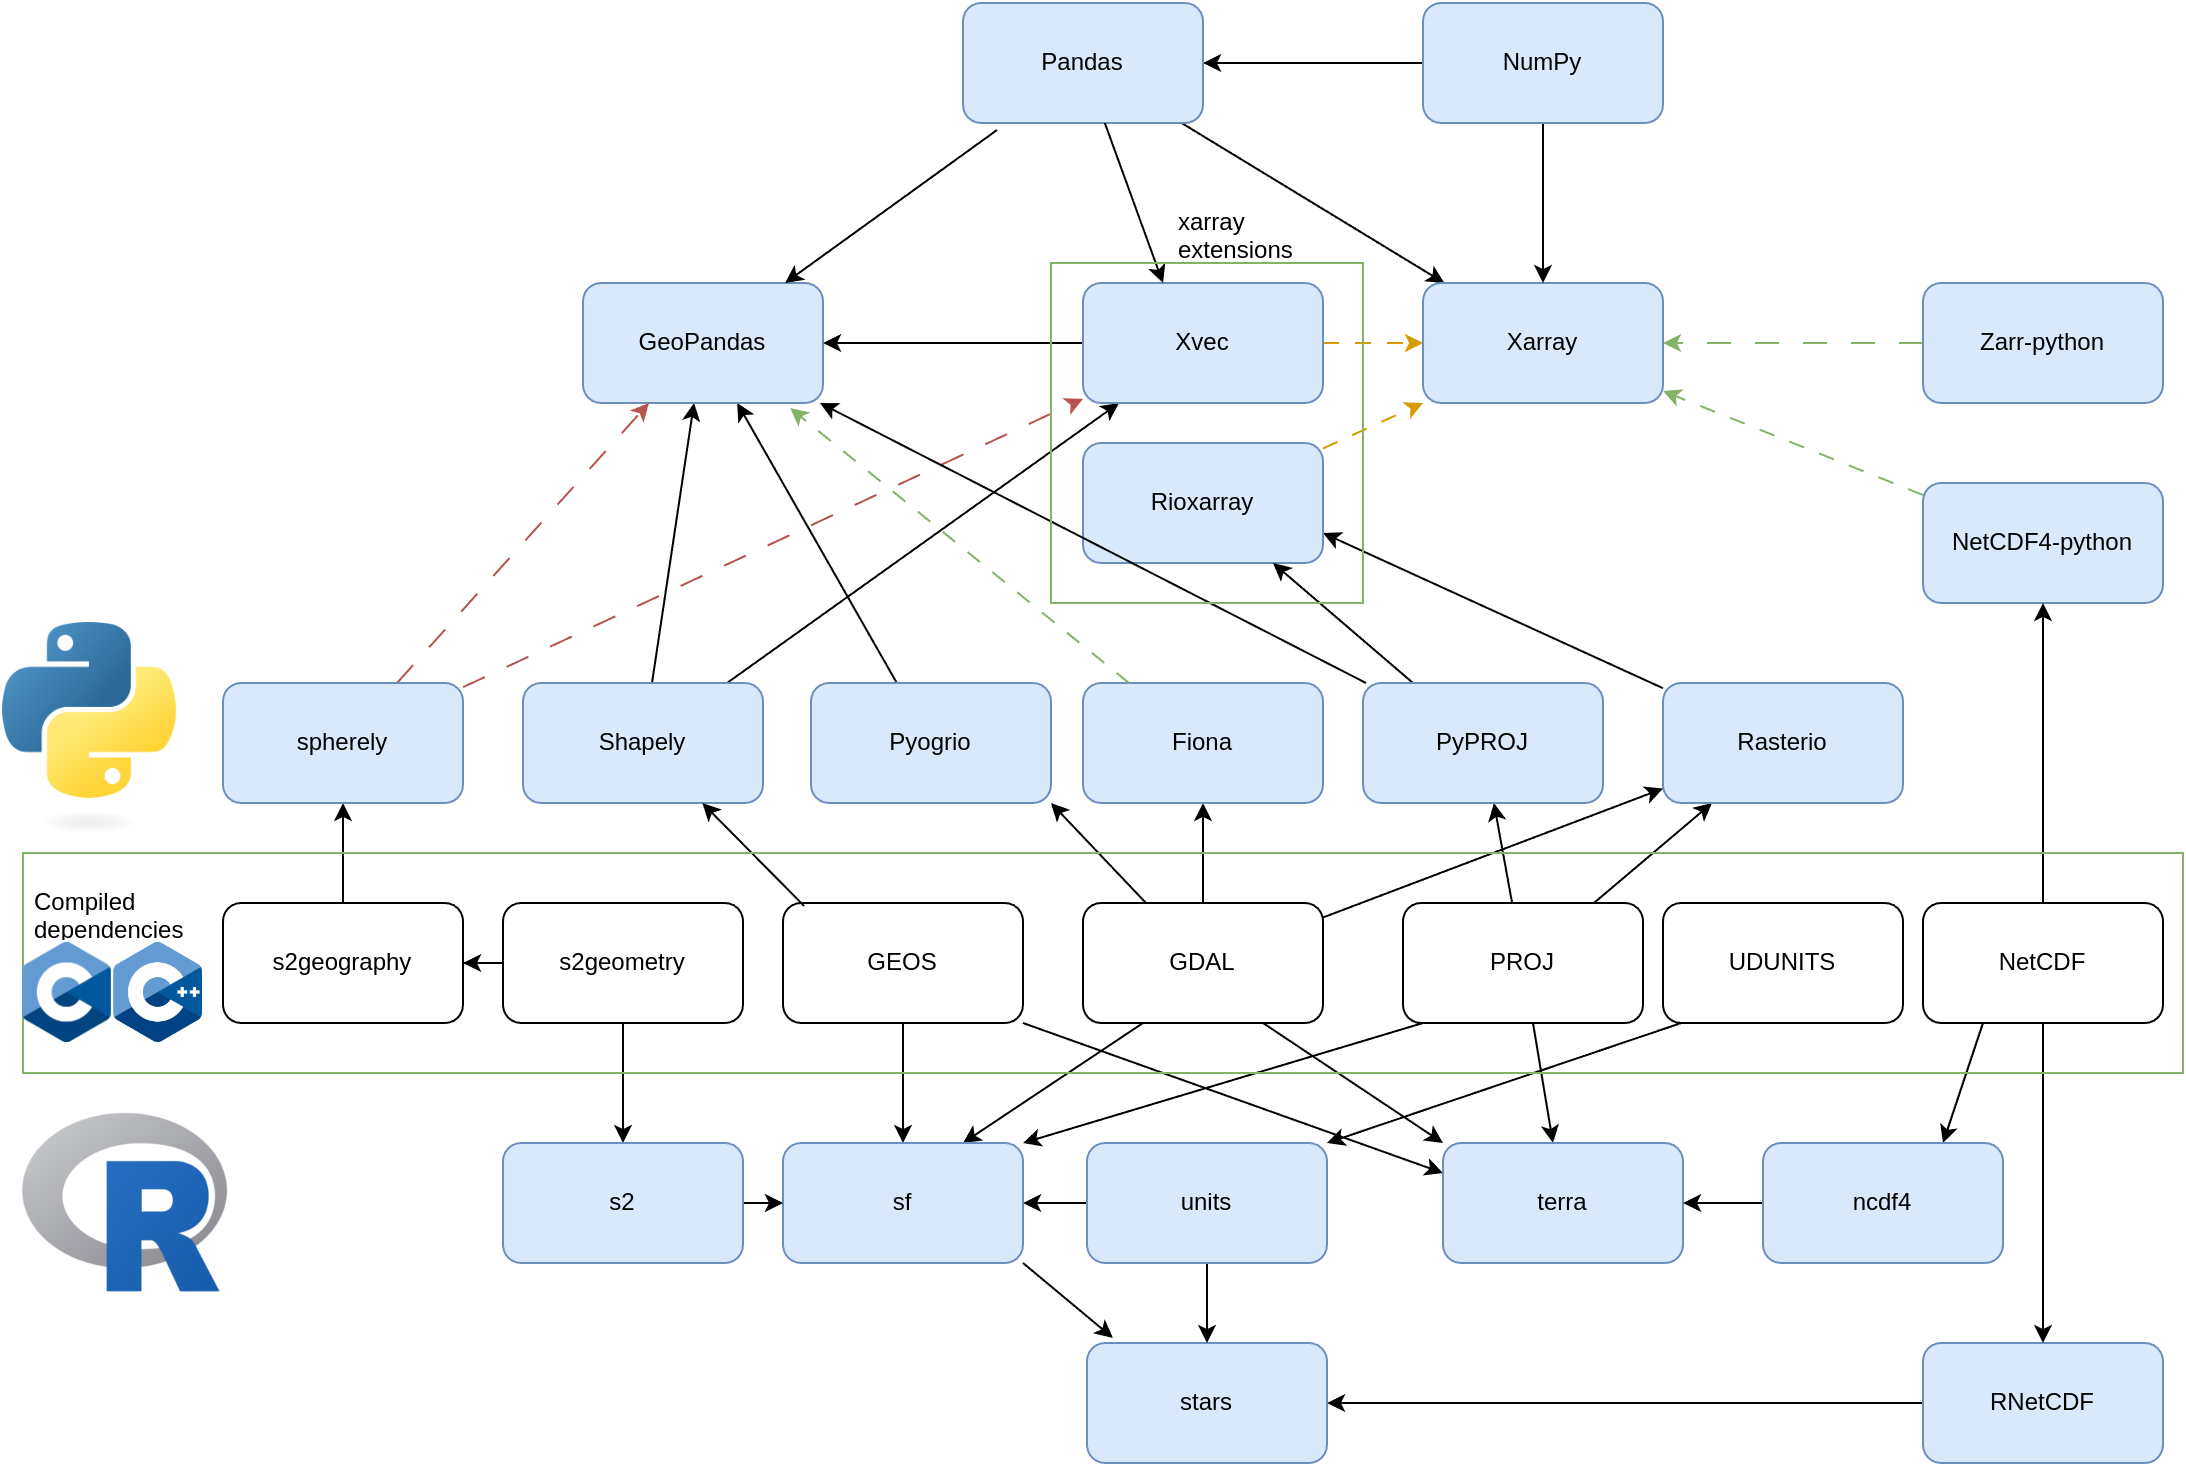 Pandas
NumPy
xarray
extensions
GeoPandas
Xvec
Xarray
Zarr-python
Rioxarray
NetCDF4-python
spherely
Shapely
Pyogrio
Fiona
PyPROJ
Rasterio
Compiled
dependencies
C
C++
s2geography
s2geometry
GEOS
GDAL
PROJ
UDUNITS
NetCDF
R
s2
sf
units
terra
ncdf4
stars
RNetCDF